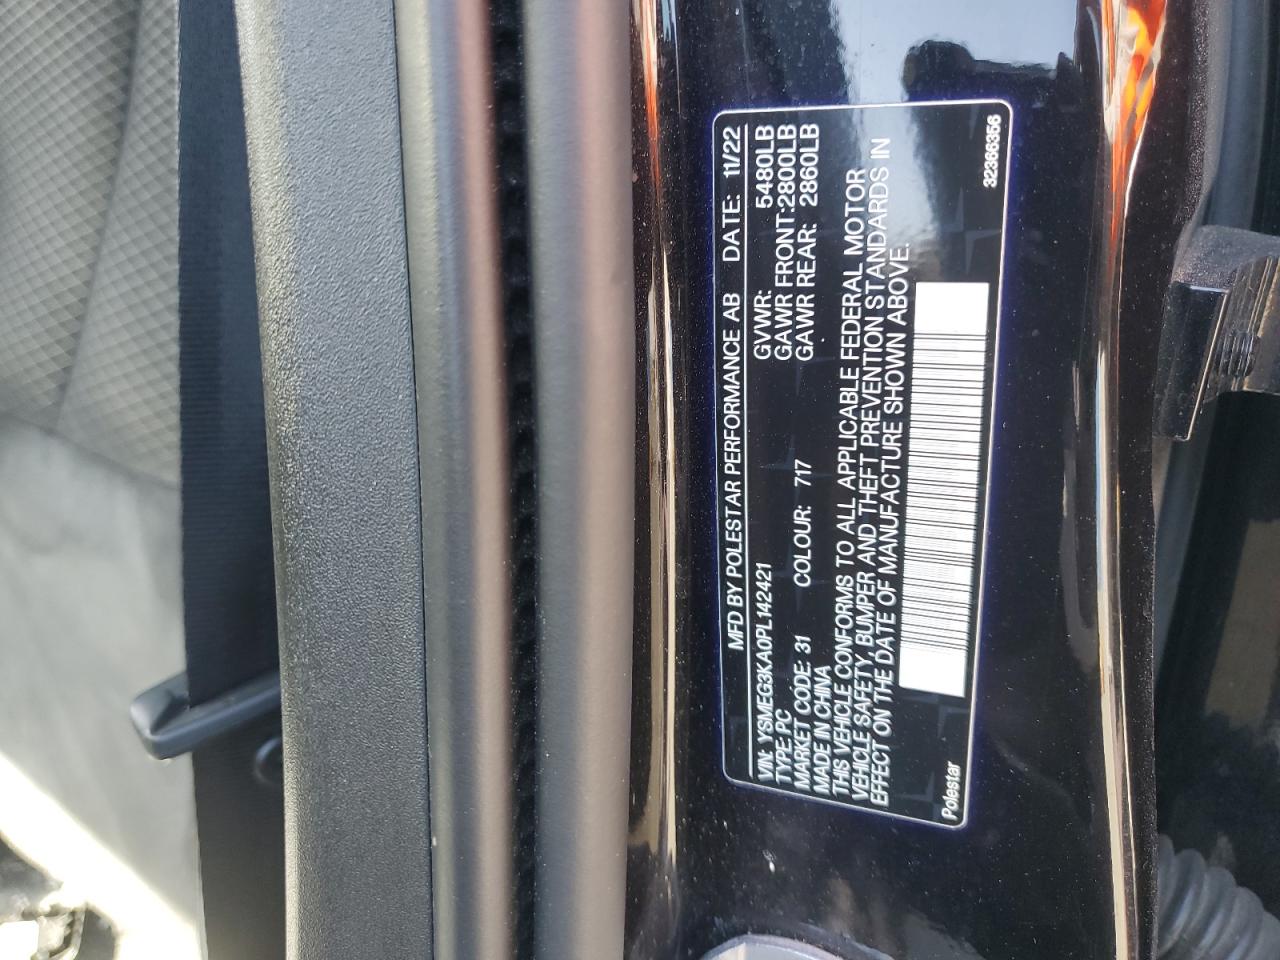 MFD BY POLESTAR PERFORMANCE AB DATE: 11/22
VIN: YSMEG3KA0PL142421 GVWR: 5480LB
TYPE: PC GAWR FRONT: 2800LB
MARKET CODE: 31 COLOUR: 717 GAWR REAR: 2860LB
MADE IN CHINA
THIS VEHICLE CONFORMS TO ALL APPLICABLE FEDERAL MOTOR
VEHICLE SAFETY, BUMPER AND THEFT PREVENTION STANDARDS IN
EFFECT ON THE DATE OF MANUFACTURE SHOWN ABOVE.
Polestar 32366356